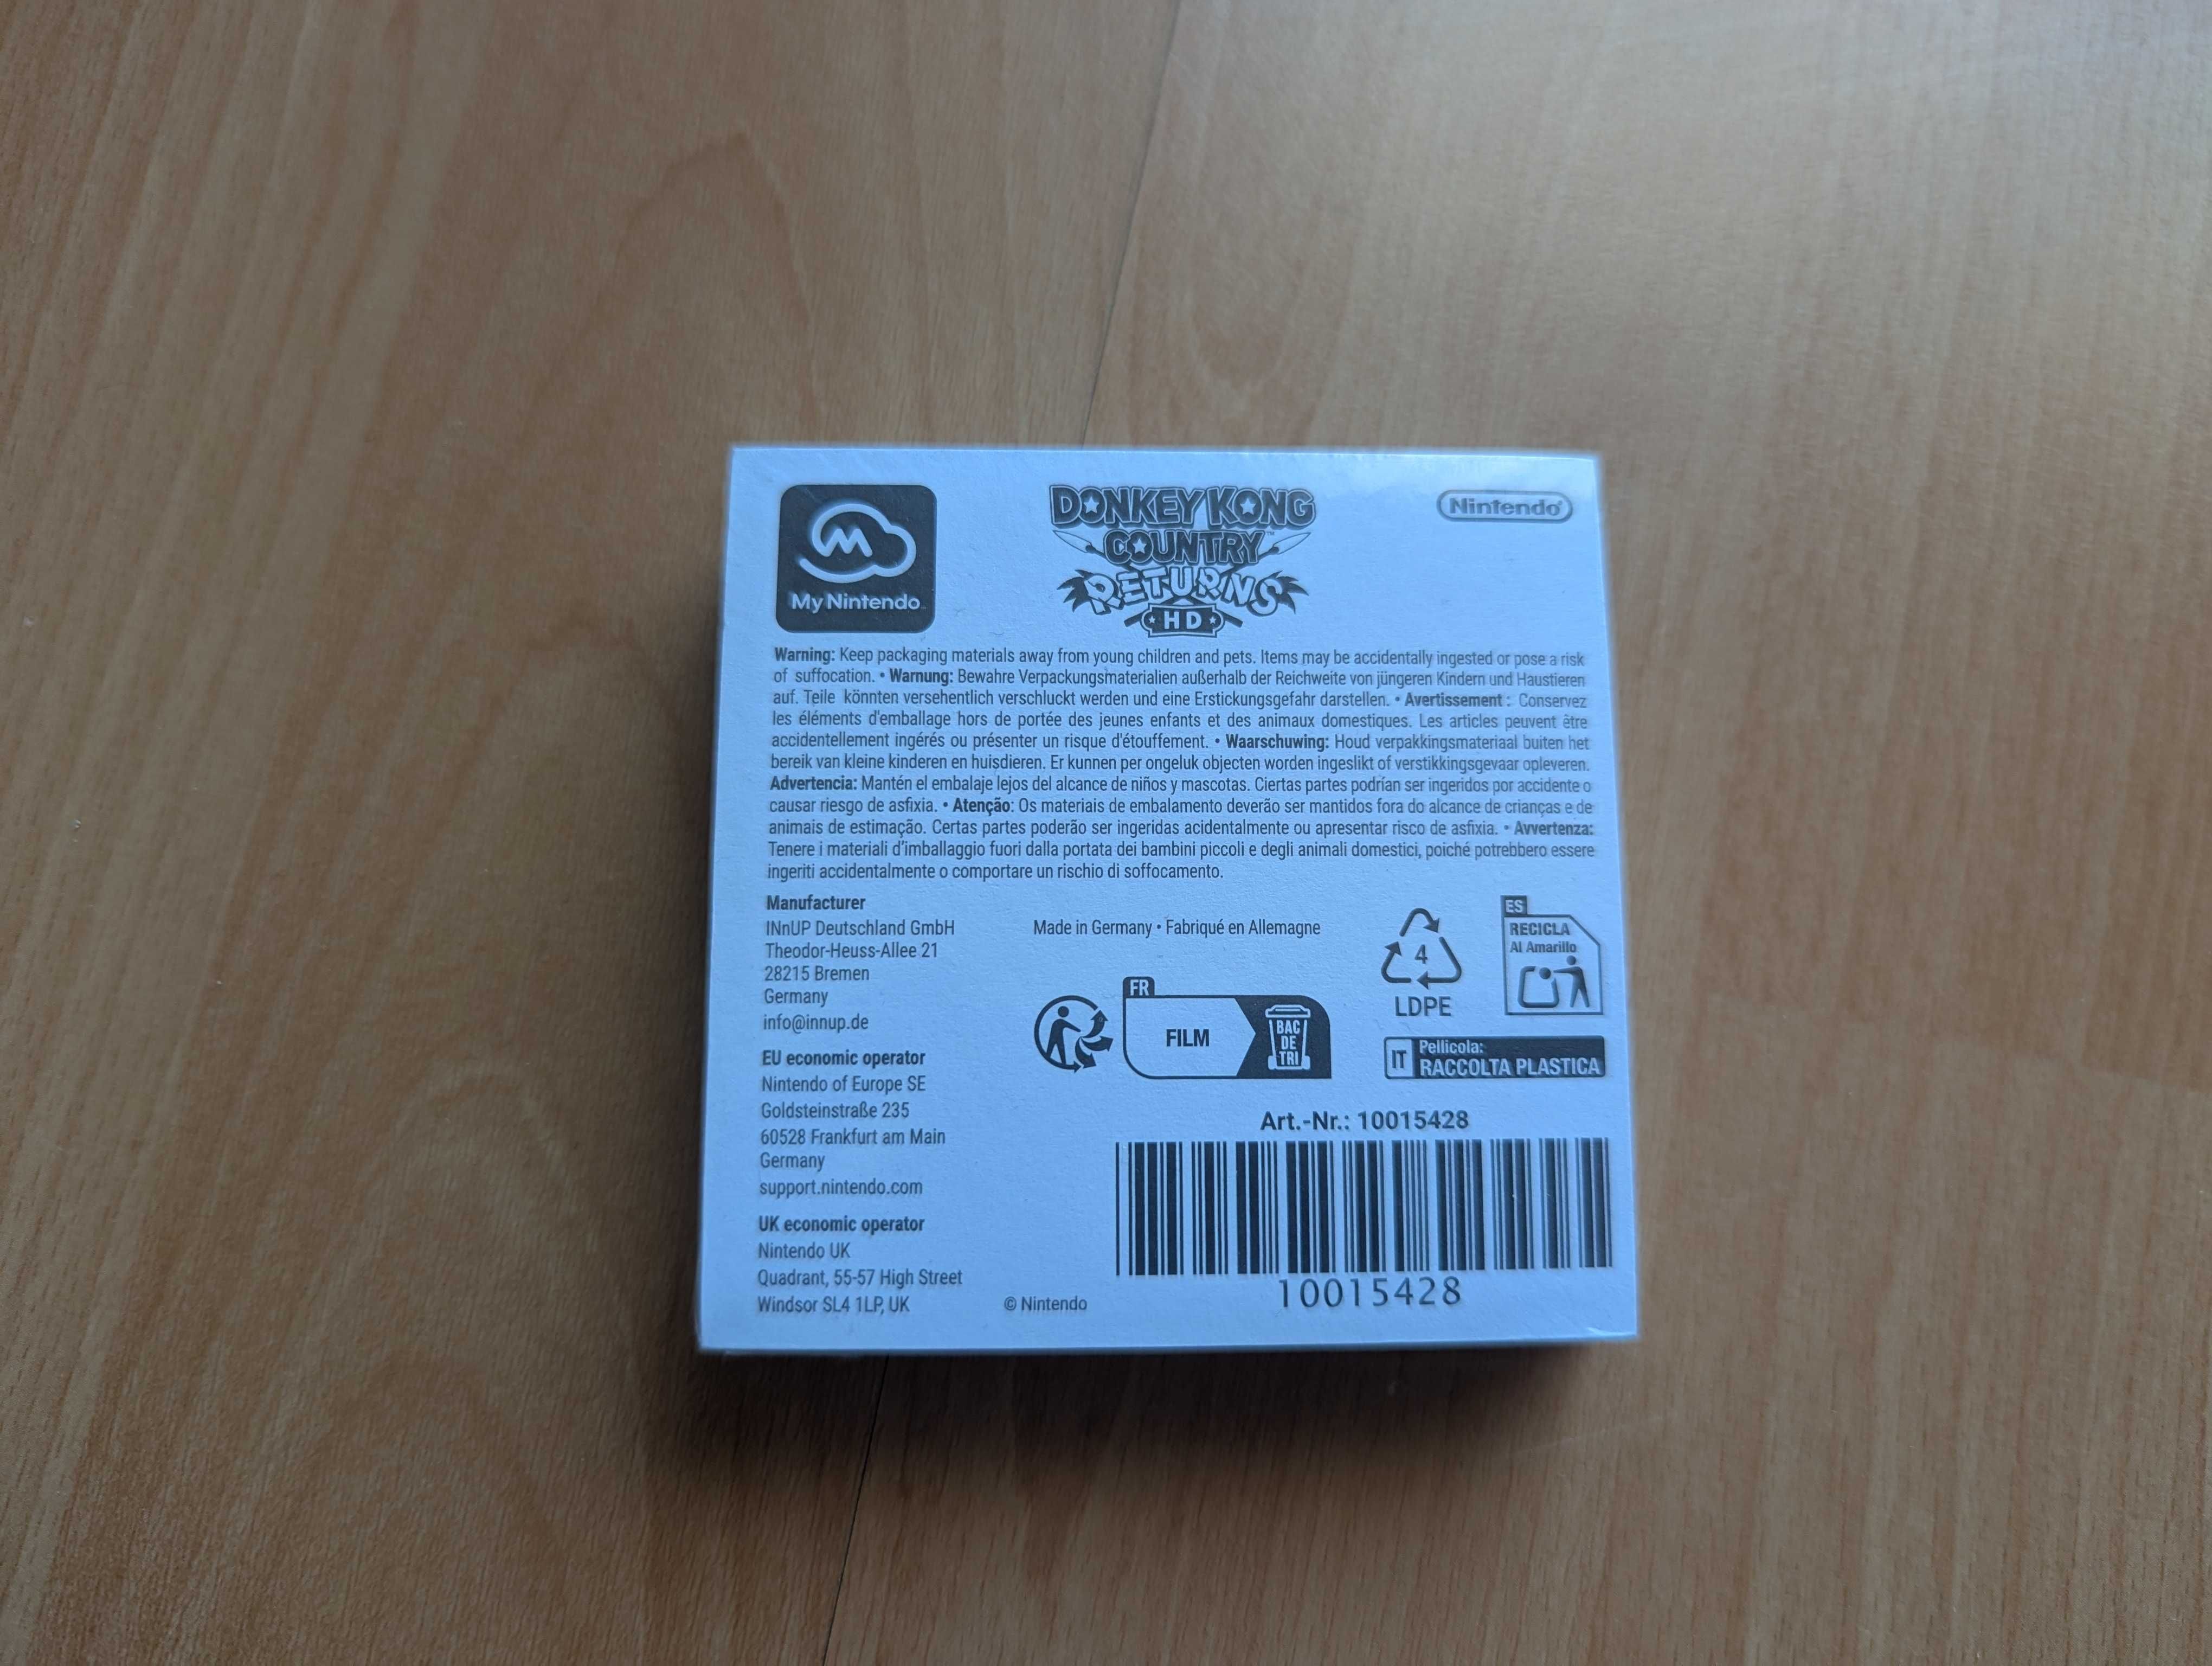 My Nintendo
DONKEY KONG
COUNTRY™
RETURNS
HD
Nintendo®
Warning: Keep packaging materials away from young children and pets. Items may be accidentally ingested or pose a risk
of suffocation. • Warnung: Bewahre Verpackungsmaterialien außerhalb der Reichweite von jüngeren Kindern und Haustieren
auf. Teile könnten versehentlich verschluckt werden und eine Erstickungsgefahr darstellen. • Avertissement : Conservez
les éléments d'emballage hors de portée des jeunes enfants et des animaux domestiques. Les articles peuvent être
accidentellement ingérés ou présenter un risque d'étouffement. • Waarschuwing: Houd verpakkingsmateriaal buiten het
bereik van kleine kinderen en huisdieren. Er kunnen per ongeluk objecten worden ingeslikt of verstikkingsgevaar opleveren.
Advertencia: Mantén el embalaje lejos del alcance de niños y mascotas. Ciertas partes podrían ser ingeridos por accidente o
causar riesgo de asfixia. • Atenção: Os materiais de embalamento deverão ser mantidos fora do alcance de crianças e de
animais de estimação. Certas partes poderão ser ingeridas acidentalmente ou apresentar risco de asfixia. • Avvertenza:
Tenere i materiali d'imballaggio fuori dalla portata dei bambini piccoli e degli animali domestici, poiché potrebbero essere
ingeriti accidentalmente o comportare un rischio di soffocamento.
Manufacturer
INnUP Deutschland GmbH
Theodor-Heuss-Allee 21
28215 Bremen
Germany
info@innup.de
EU economic operator
Nintendo of Europe SE
Goldsteinstraße 235
60528 Frankfurt am Main
Germany
support.nintendo.com
UK economic operator
Nintendo UK
Quadrant, 55-57 High Street
Windsor SL4 1LP, UK
© Nintendo
Made in Germany • Fabriqué en Allemagne
FR
FILM
BAC
DE
TRI
4
LDPE
ES
RECICLA
Al Amarillo
IT
Pellicola:
RACCOLTA PLASTICA
Art.-Nr.: 10015428
10015428